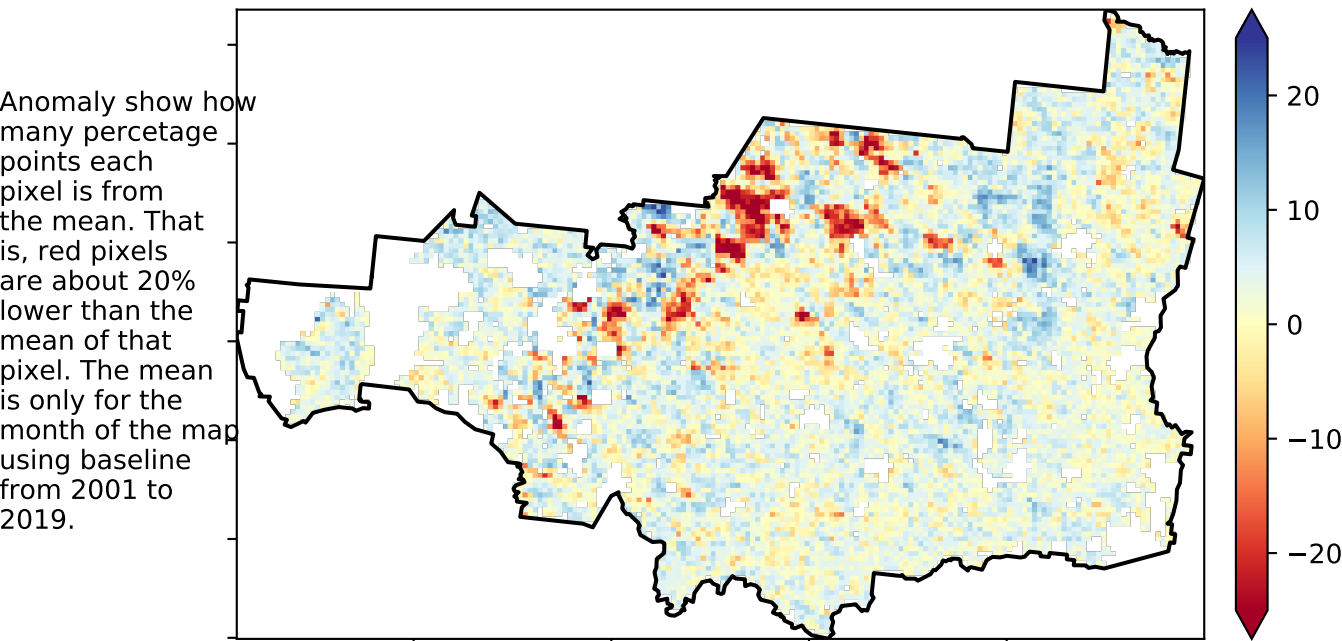 Anomaly show how
many percetage
points each
pixel is from
the mean. That
is, red pixels
are about 20%
lower than the
mean of that
pixel. The mean
is only for the
month of the map
using baseline
from 2001 to
2019.
20
10
0
−10
−20